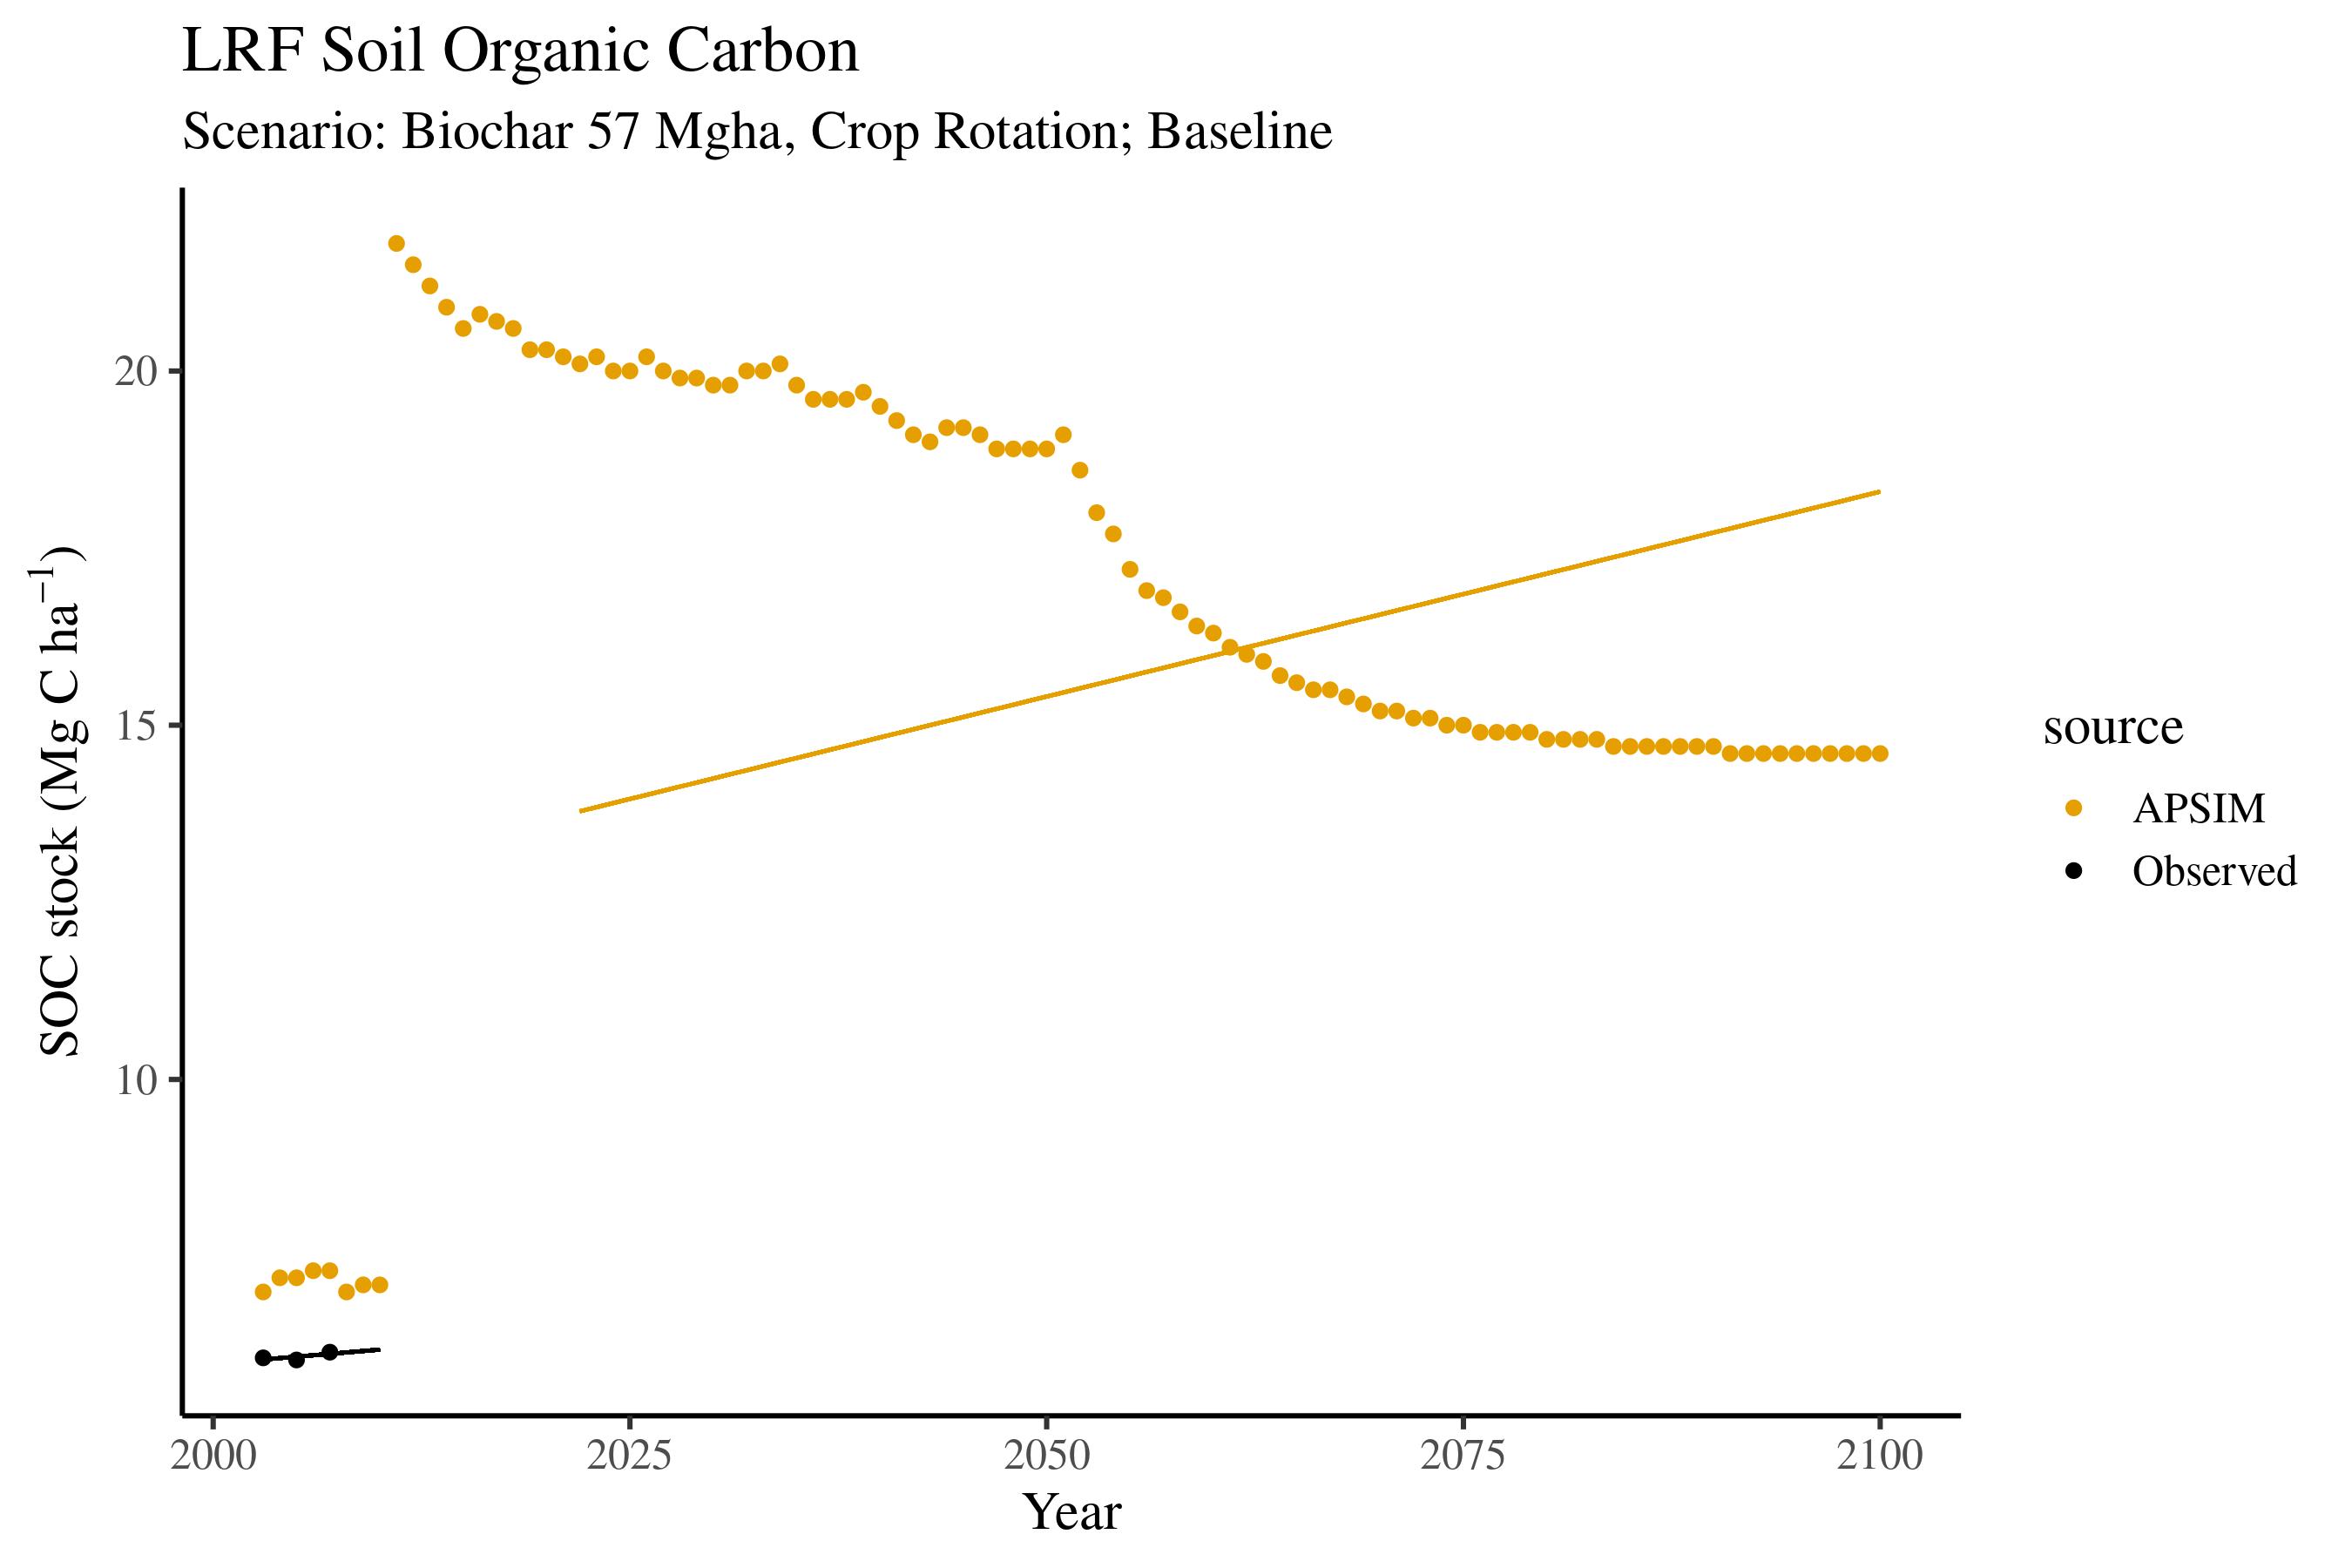 LRF Soil Organic Carbon
Scenario: Biochar 57 Mgha, Crop Rotation; Baseline
SOC stock (Mg C ha⁻¹)
20
15
10
2000 2025 2050 2075 2100
Year
source
APSIM
Observed